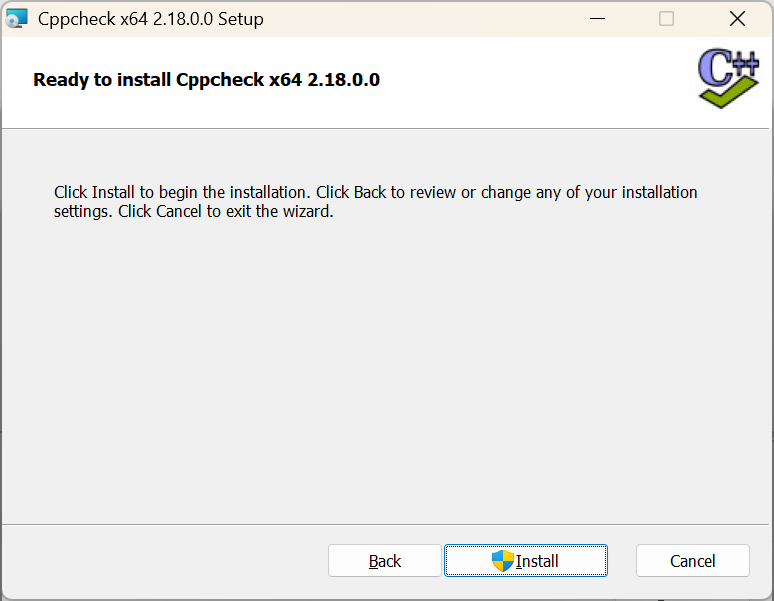 Cppcheck x64 2.18.0.0 Setup
Ready to install Cppcheck x64 2.18.0.0
C++
Click Install to begin the installation. Click Back to review or change any of your installation
settings. Click Cancel to exit the wizard.
Back
Install
Cancel